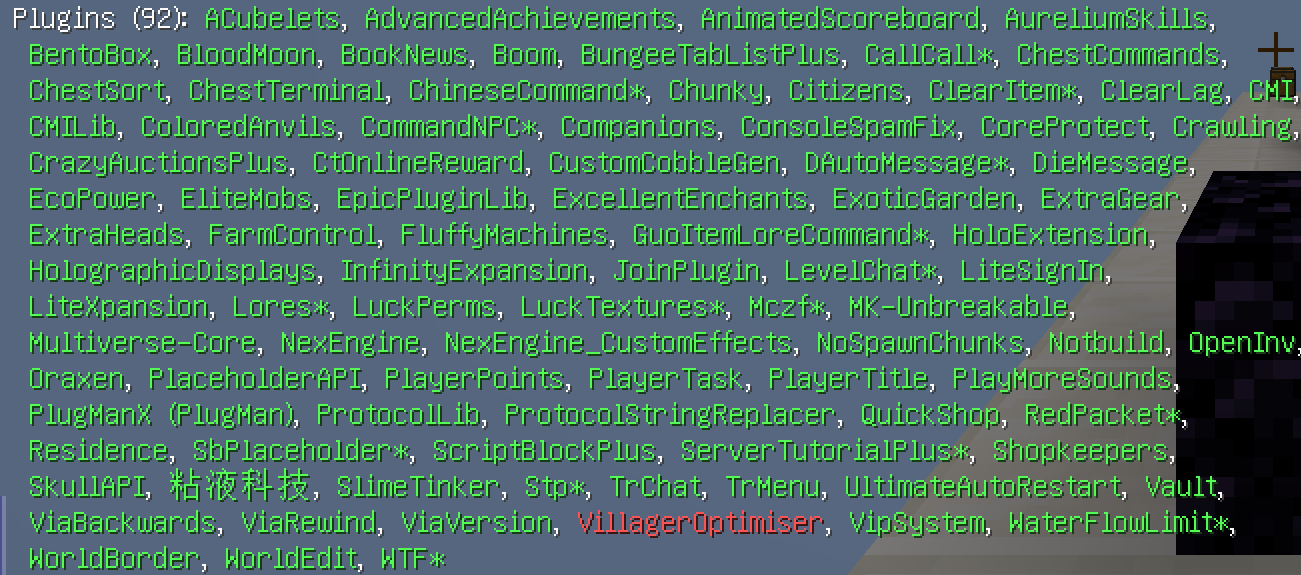 Plugins (92): ACubelets, AdvancedAchievements, AnimatedScoreboard, AureliumSkills,
BentoBox, BloodMoon, BookNews, Boom, BungeeTabListPlus, CallCall*, ChestCommands,
ChestSort, ChestTerminal, ChineseCommand*, Chunky, Citizens, ClearItem*, ClearLag, CMI,
CMILib, ColoredAnvils, CommandNPC*, Companions, ConsoleSpamFix, CoreProtect, Crawling,
CrazyAuctionsPlus, CtOnlineReward, CustomCobbleGen, DAutoMessage*, DieMessage,
EcoPower, EliteMobs, EpicPluginLib, ExcellentEnchants, ExoticGarden, ExtraGear,
ExtraHeads, FarmControl, FluffyMachines, GuoItemLoreCommand*, HoloExtension,
HolographicDisplays, InfinityExpansion, JoinPlugin, LevelChat*, LiteSignIn,
LiteXpansion, Lores*, LuckPerms, LuckTextures*, Mczf*, MK-Unbreakable,
Multiverse-Core, NexEngine, NexEngine_CustomEffects, NoSpawnChunks, Notbuild, OpenInv,
Oraxen, PlaceholderAPI, PlayerPoints, PlayerTask, PlayerTitle, PlayMoreSounds,
PlugManX (PlugMan), ProtocolLib, ProtocolStringReplacer, QuickShop, RedPacket*,
Residence, SbPlaceholder*, ScriptBlockPlus, ServerTutorialPlus*, Shopkeepers,
SkullAPI, 粘液科技, SlimeTinker, Stp*, TrChat, TrMenu, UltimateAutoRestart, Vault,
ViaBackwards, ViaRewind, ViaVersion, VillagerOptimiser, VipSystem, WaterFlowLimit*,
WorldBorder, WorldEdit, WTF*